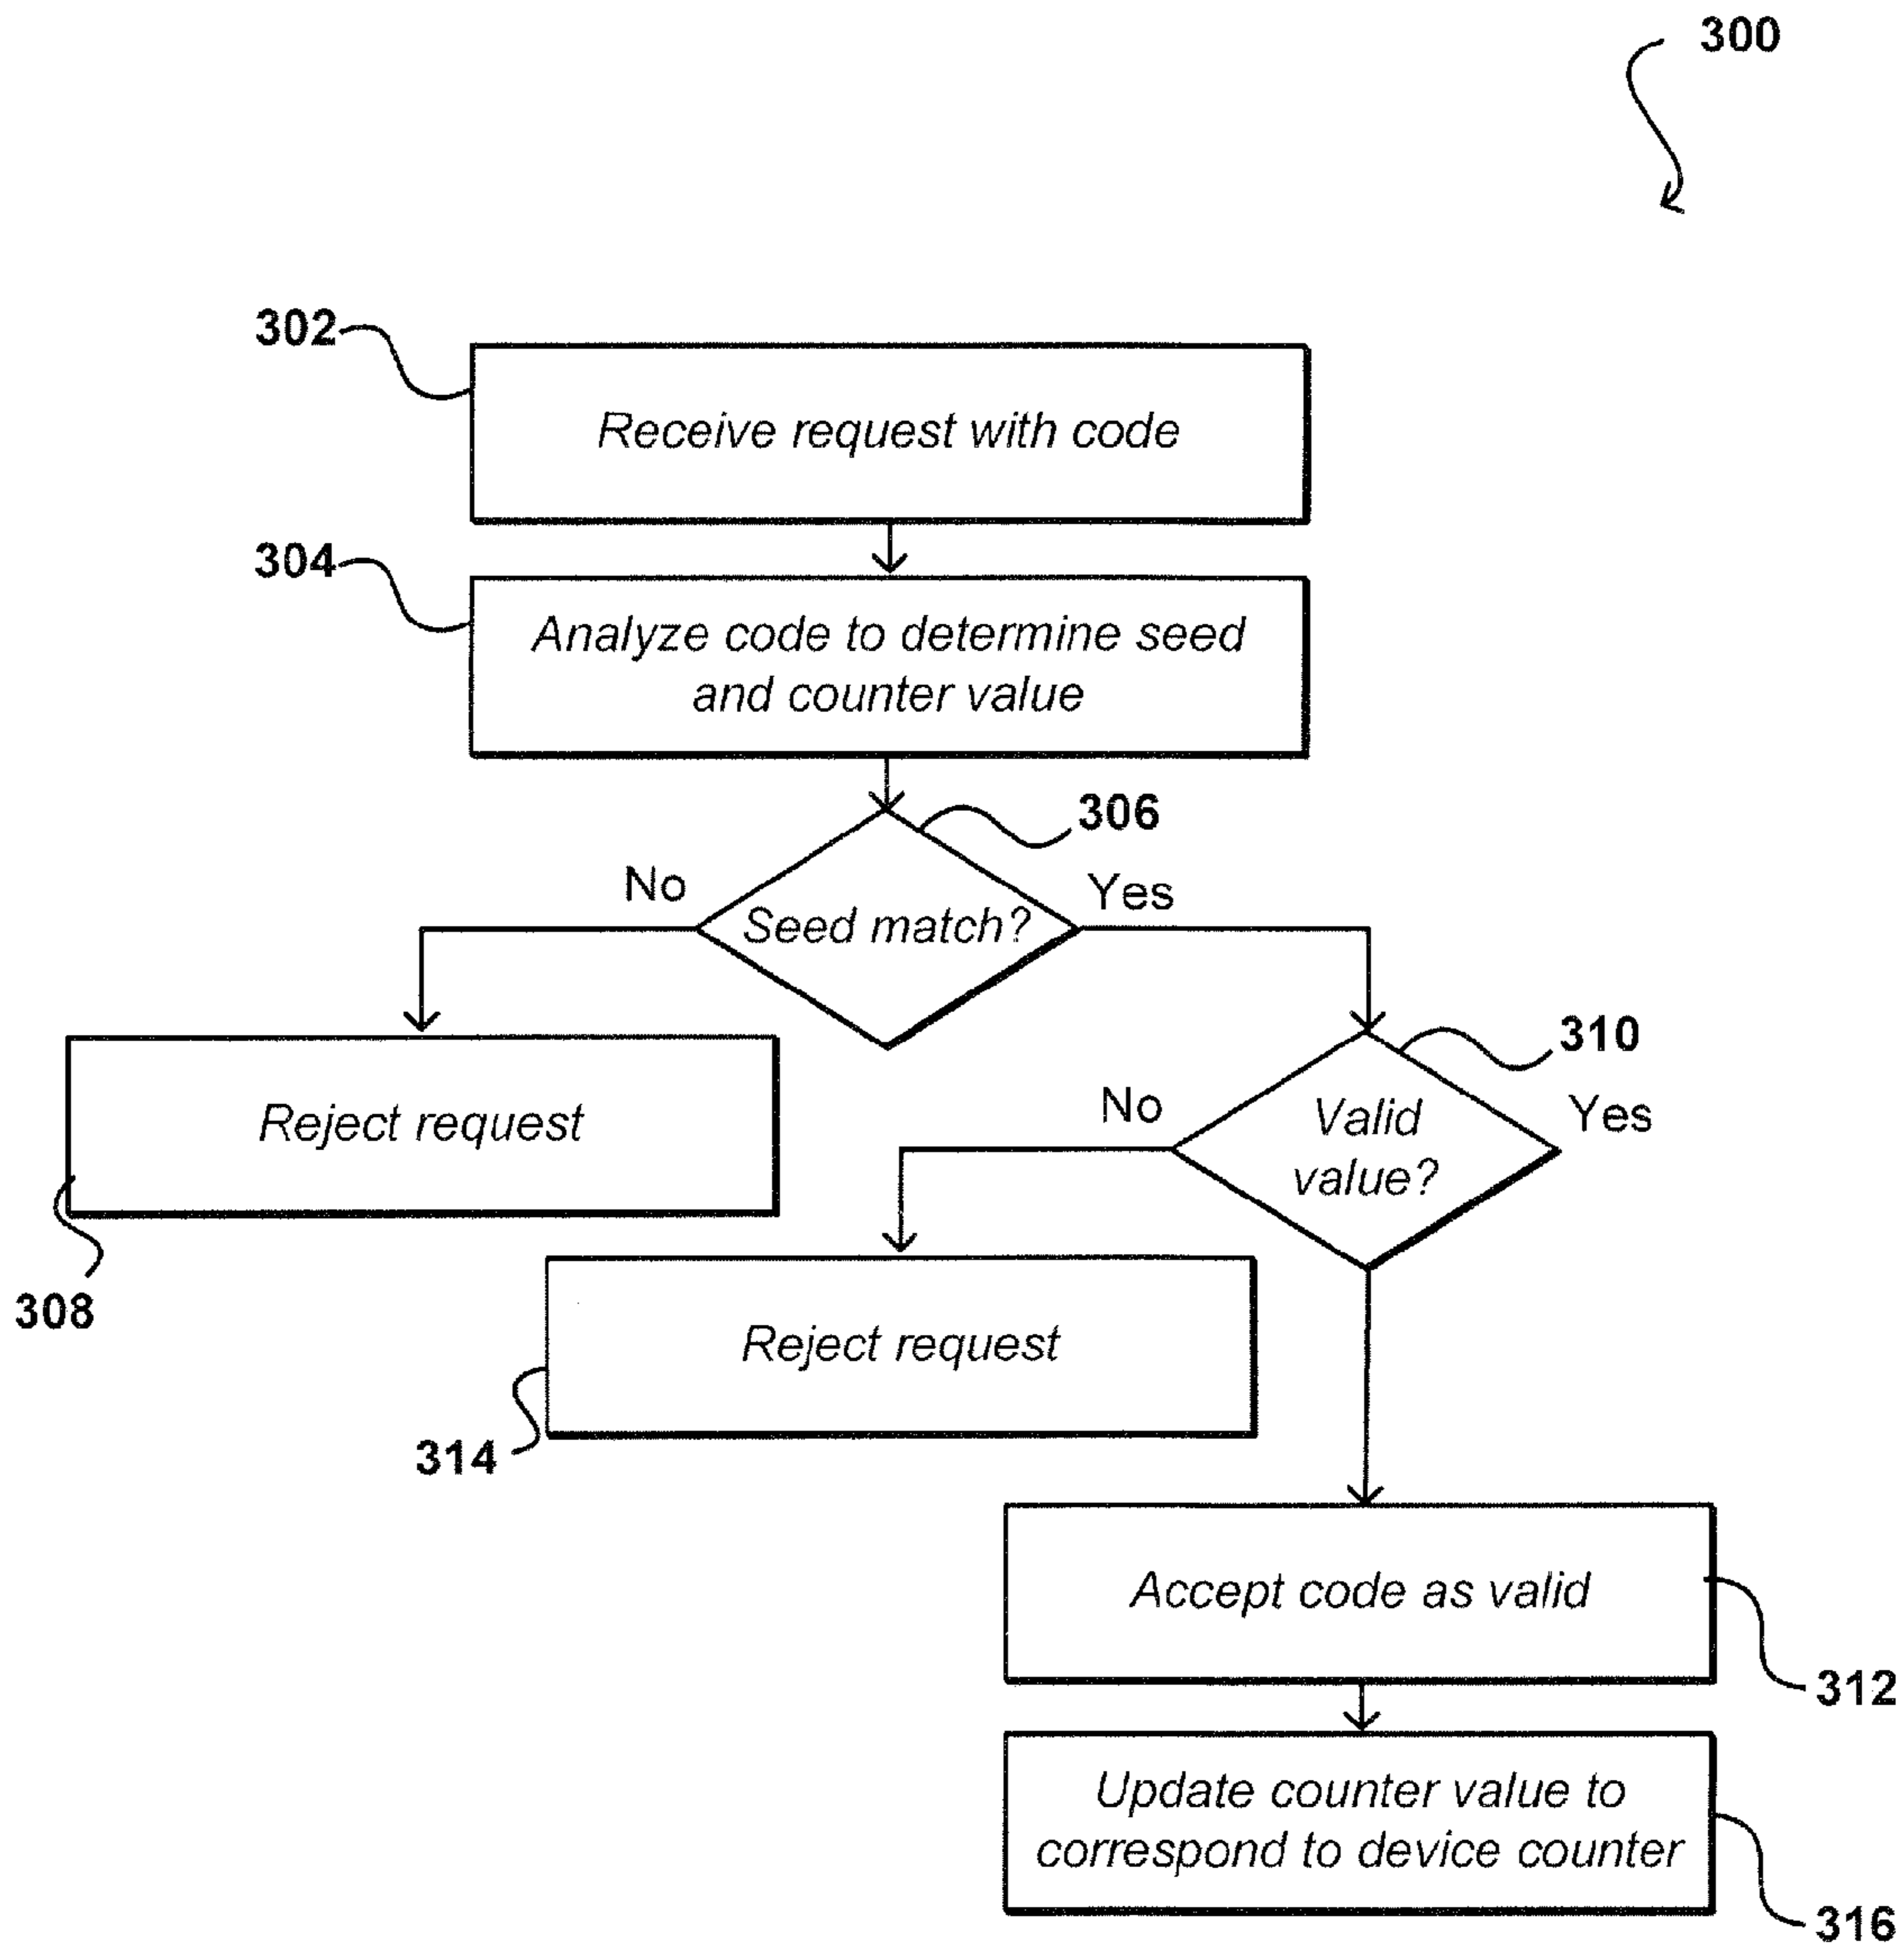 300
302
Receive request with code
304
Analyze code to determine seed
and counter value
306
No
Yes
Seed match?
310
No
Yes
Valid
value?
Reject request
308
Reject request
314
Accept code as valid
312
Update counter value to
correspond to device counter
316